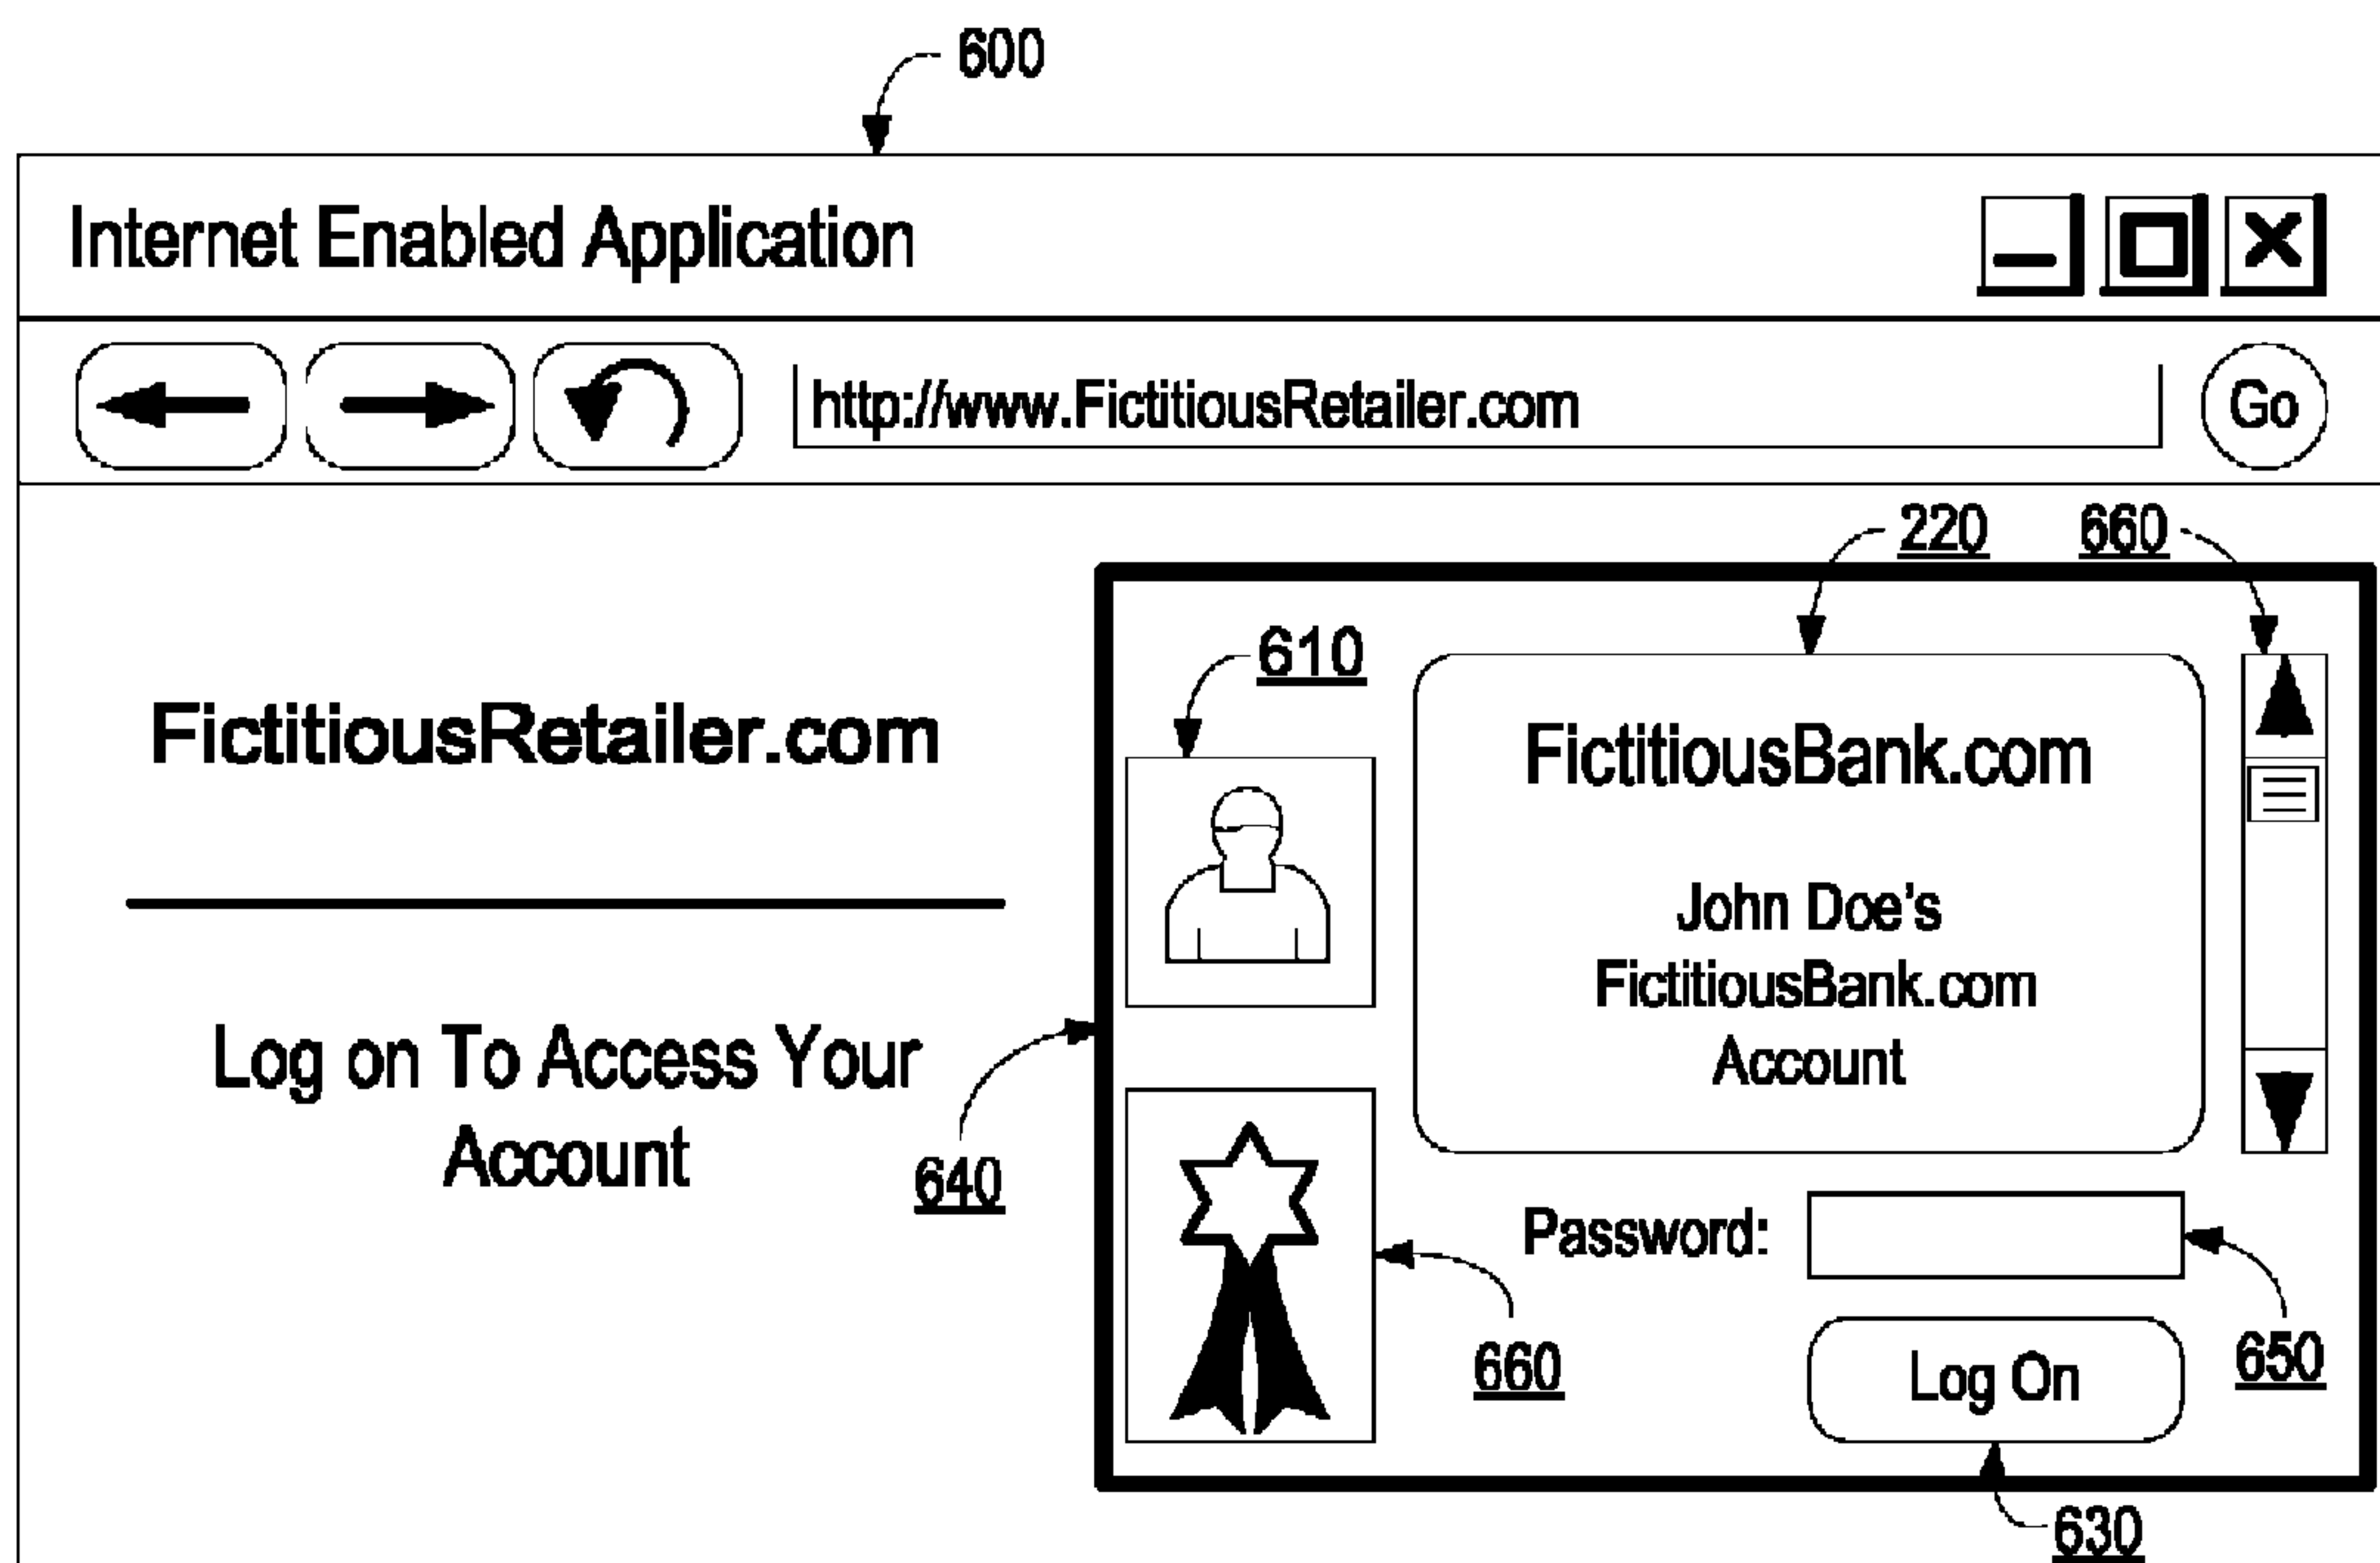 600
Internet Enabled Application
http://www.FictitiousRetailer.com
Go
220
660
610
FictitiousRetailer.com
Log on To Access Your
Account
640
FictitiousBank.com
John Doe's
FictitiousBank.com
Account
Password:
660
650
Log On
630